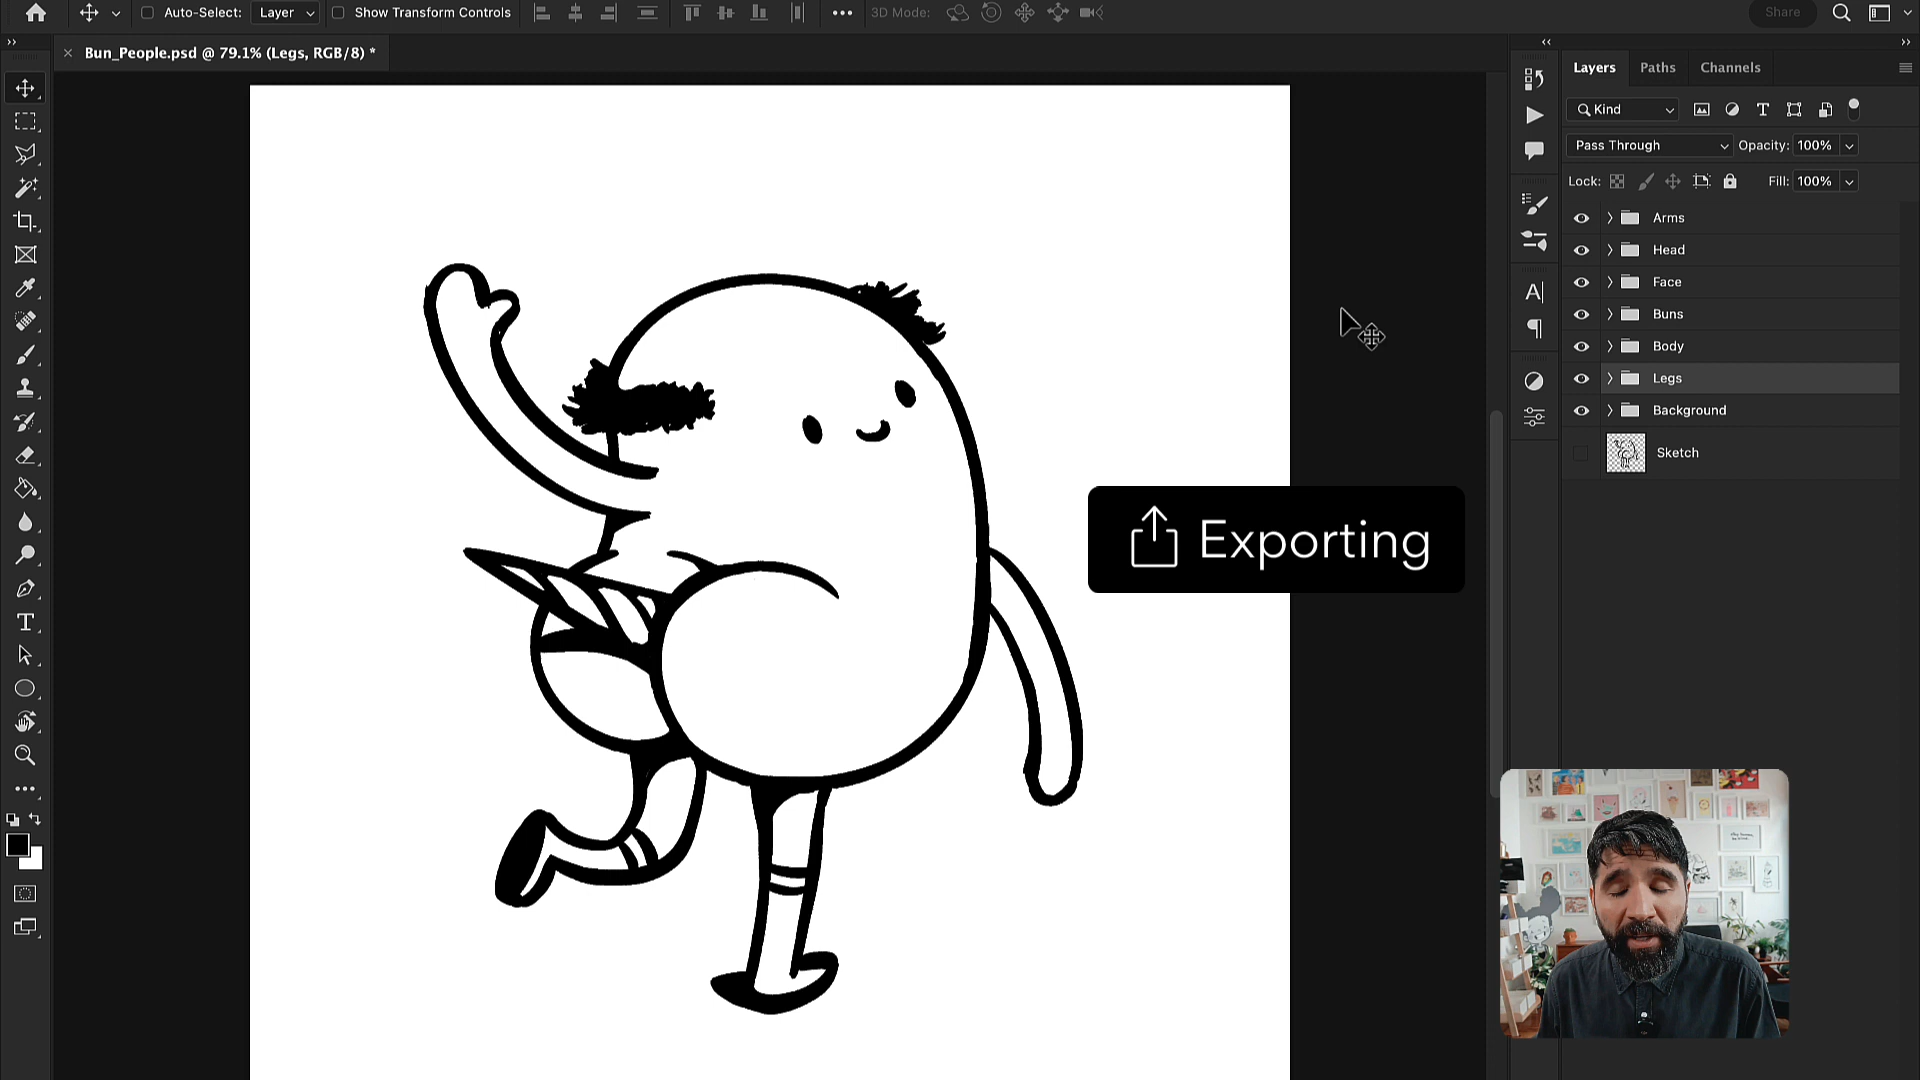 Auto-Select:
Layer
Show Transform Controls
3D Mode:
Share
Bun_People.psd @ 79.1% (Legs, RGB/8) *
Layers
Paths
Channels
Kind
Pass Through
Opacity: 100%
Lock:
Fill: 100%
Arms
Head
Face
Buns
Body
Legs
Background
Sketch
Exporting